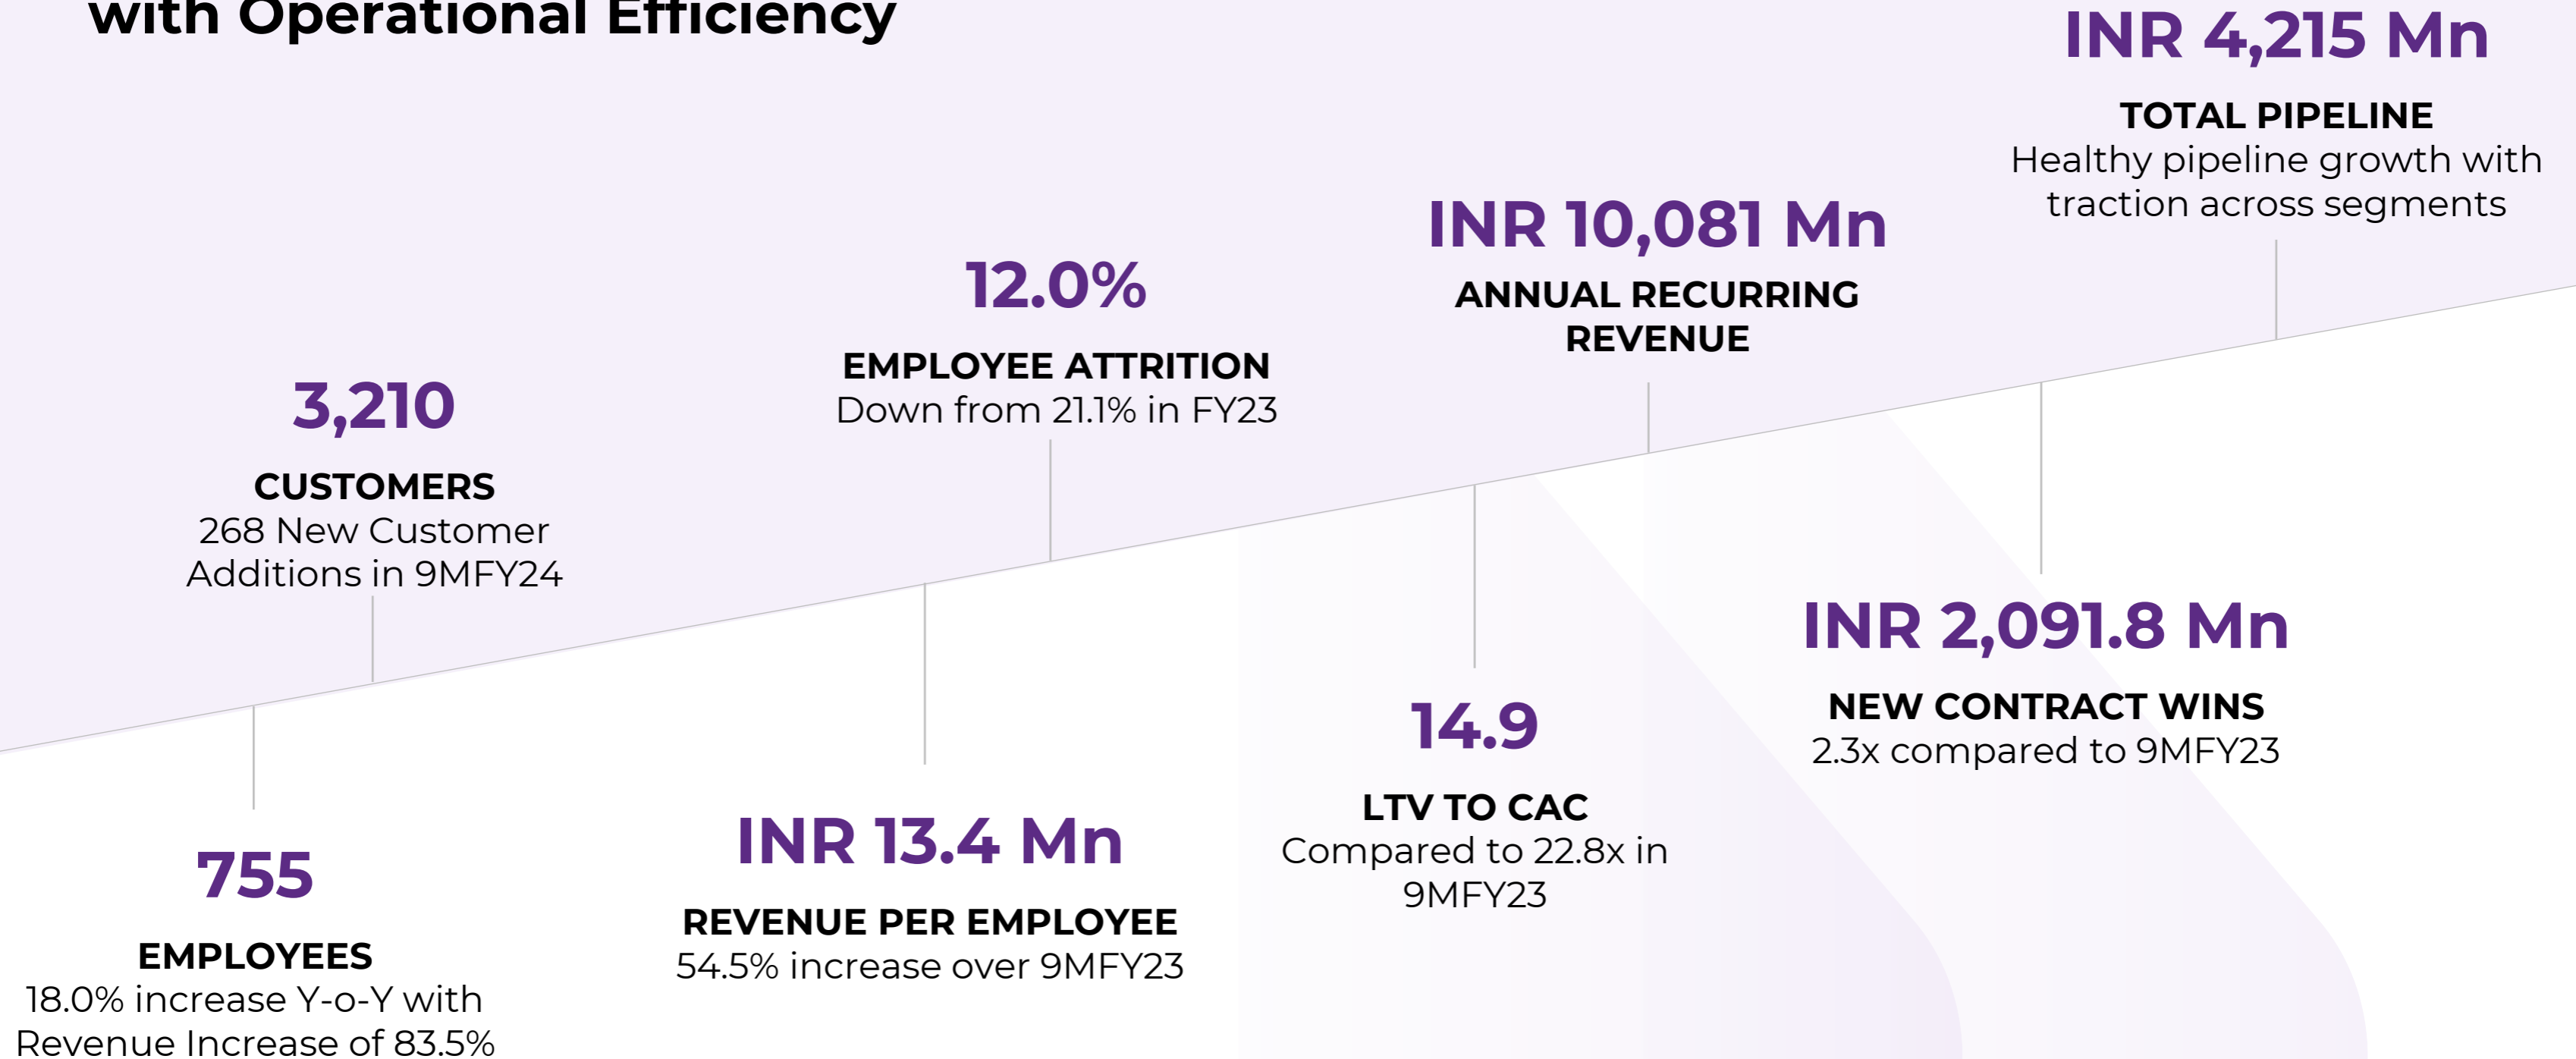 with Operational Efficiency
INR 4,215 Mn
TOTAL PIPELINE
Healthy pipeline growth with
traction across segments
INR 10,081 Mn
ANNUAL RECURRING
REVENUE
12.0%
EMPLOYEE ATTRITION
Down from 21.1% in FY23
3,210
CUSTOMERS
268 New Customer
Additions in 9MFY24
INR 2,091.8 Mn
NEW CONTRACT WINS
2.3x compared to 9MFY23
14.9
LTV TO CAC
Compared to 22.8x in
9MFY23
INR 13.4 Mn
REVENUE PER EMPLOYEE
54.5% increase over 9MFY23
755
EMPLOYEES
18.0% increase Y-o-Y with
Revenue Increase of 83.5%